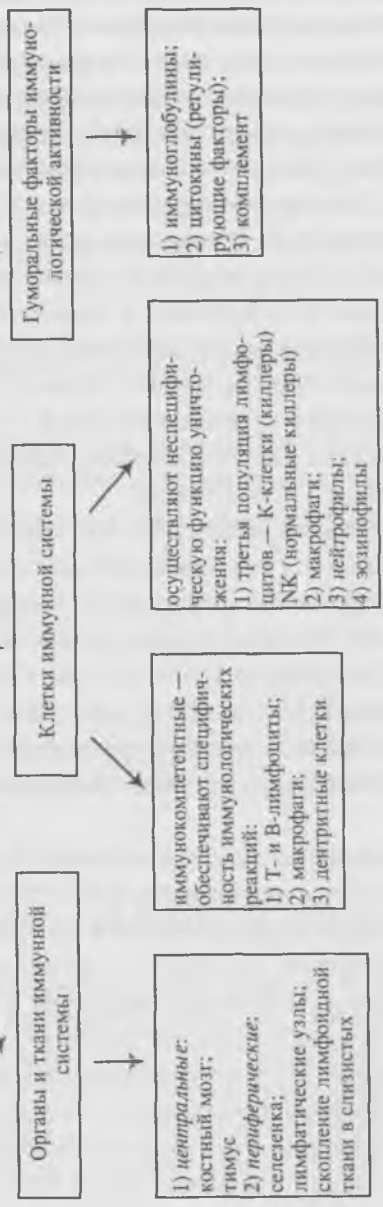 Органы и ткани иммунной
системы
1) центральные:
костный мозг;
тимус
2) периферические:
селезенка;
лимфатические узлы;
скопление лимфоидной
ткани в слизистых
Клетки иммунной системы
иммунокомпетентные —
обеспечивают специфич-
ность иммунологических
реакций:
1) Т- и В-лимфоциты;
2) макрофаги;
3) дентритные клетки
осуществляют неспецифи-
ческую функцию уничто-
жения:
1) третья популяция лимфо-
цитов — К-клетки (киллеры)
NK (нормальные киллеры)
2) макрофаги;
3) нейтрофилы;
4) эозинофилы
Гуморальные факторы иммуно-
логической активности
1) иммуноглобулины;
2) цитокины (регули-
рующие факторы);
3) комплемент